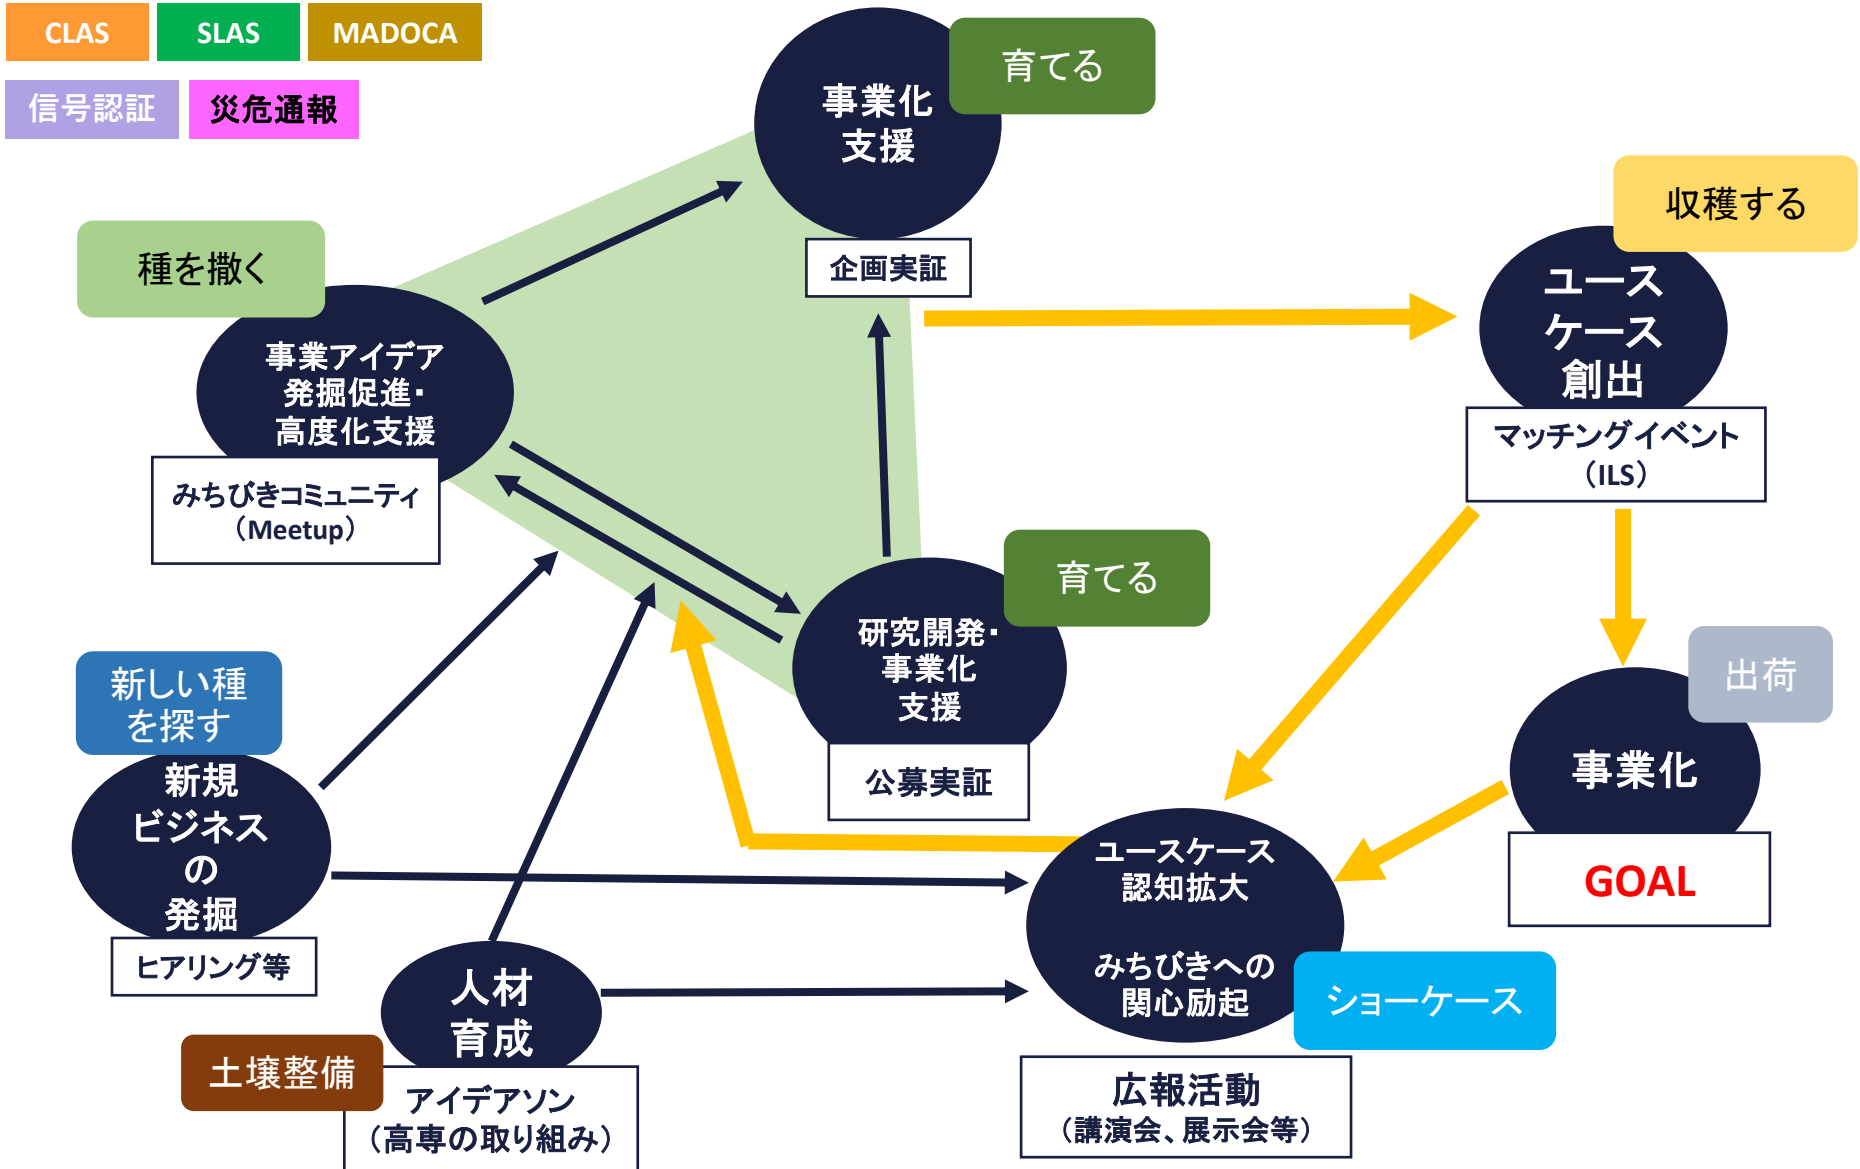 CLAS
SLAS
MADOCA
信号認証
災危通報
育てる
事業化
支援
企画実証
収穫する
ユース
ケース
創出
マッチングイベント
（ILS）
種を撒く
事業アイデア
発掘促進・
高度化支援
みちびきコミュニティ
（Meetup）
育てる
研究開発・
事業化
支援
公募実証
出荷
事業化
GOAL
新しい種
を探す
新規
ビジネス
の
発掘
ヒアリング等
ユースケース
認知拡大
みちびきへの
関心励起
ショーケース
広報活動
（講演会、展示会等）
人材
育成
土壌整備
アイデアソン
（高専の取り組み）